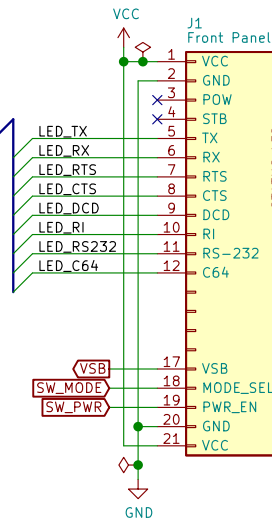 VCC
J1
Front Panel
1 VCC
2 GND
3 POW
4 STB
LED_TX 5 TX
LED_RX 6 RX
LED_RTS 7 RTS
LED_CTS 8 CTS
LED_DCD 9 DCD
LED_RI 10 RI
LED_RS232 11 RS-232
LED_C64 12 C64
VSB 17 VSB
SW_MODE 18 MODE_SEL
SW_PWR 19 PWR_EN
20 GND
21 VCC
GND